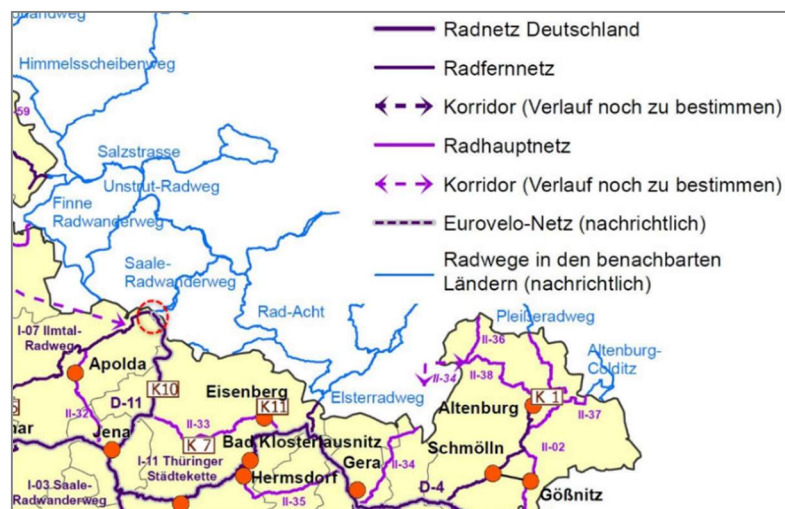 Radnetz Deutschland
Himmelsscheibenweg
Radfernnetz
-59
Korridor (Verlauf noch zu bestimmen)
Salzstrasse
Radhauptnetz
Unstrut-Radweg
Korridor (Verlauf noch zu bestimmen)
Finne
Radwanderweg
Eurovelo-Netz (nachrichtlich)
Saale-
Radwanderweg
Radwege in den benachbarten
Ländern (nachrichtlich)
Rad-Acht
Pleißeradweg
I-07 Ilmtal-
Radweg
II-36
Altenburg-
Colditz
Apolda
II-34
II-38
K10
Eisenberg
Elsterradweg
K 1
D-11
K11
Altenburg
II-37
II-32
II-33
Jena
K 7
Bad Klosterlausnitz
II-02
I-11 Thüringer
Städtekette
Gera
II-34
Schmölln
I-03 Saale-
Radwanderweg
Hermsdorf
D-4
Gößnitz
II-35